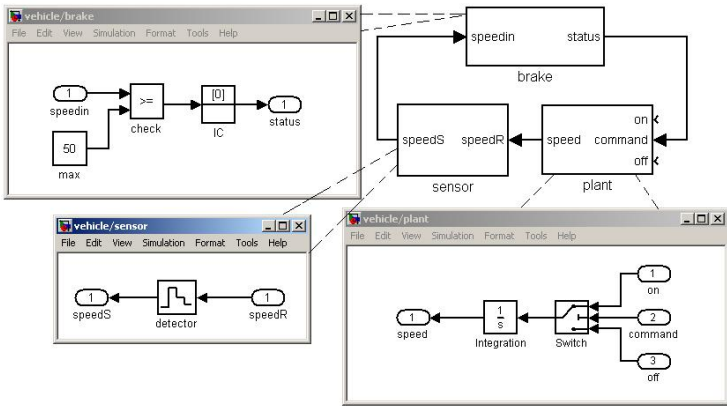 vehicle/brake
File Edit View Simulation Format Tools Help
1
speedin
>=
check
[0]
IC
1
status
50
max
speedin status
brake
speedS speedR
sensor
on
speed command
off
plant
vehicle/sensor
File Edit View Simulation Format Tools Help
1
speedS
detector
1
speedR
vehicle/plant
File Edit View Simulation Format Tools Help
1
speed
1
s
Integration
Switch
1
on
2
command
3
off